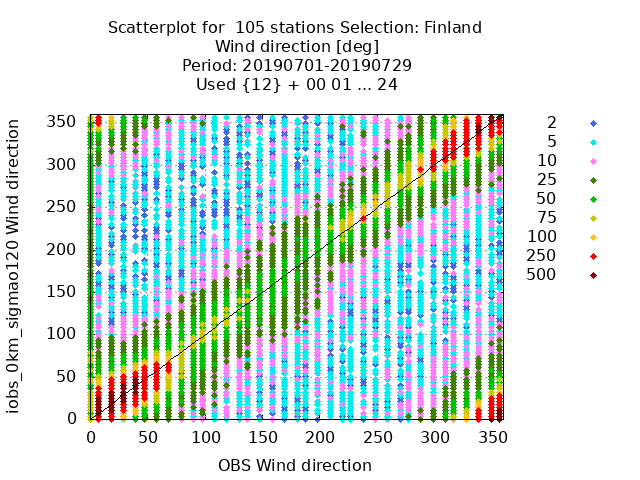 Scatterplot for  105 stations Selection: Finland
Wind direction [deg]
Period: 20190701-20190729
Used {12} + 00 01 ... 24
iobs_0km_sigmao120 Wind direction
350
300
250
200
150
100
50
0
0 50 100 150 200 250 300 350
OBS Wind direction
2
5
10
25
50
75
100
250
500